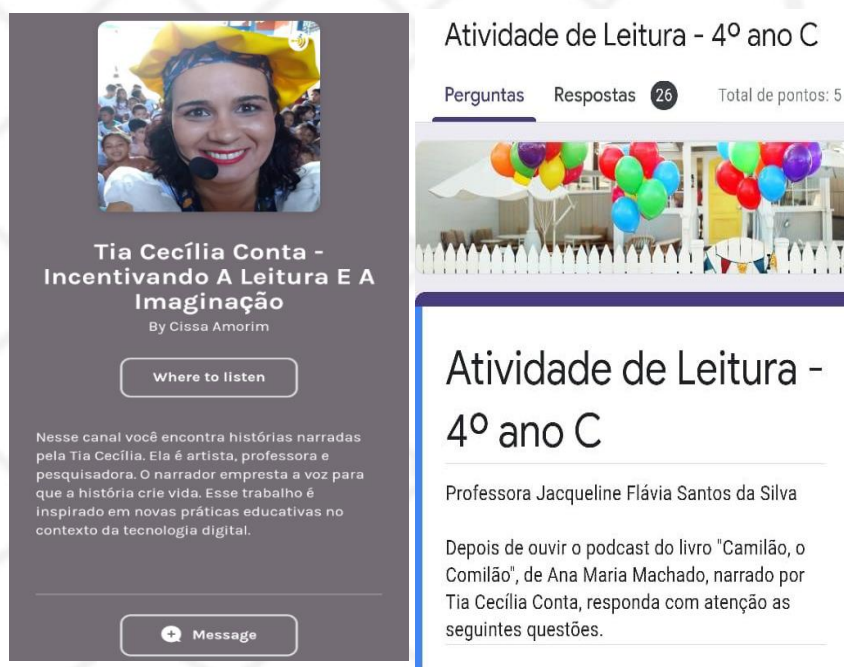 Tia Cecília Conta -
Incentivando A Leitura E A
Imaginação
By Cissa Amorim
Where to listen
Nesse canal você encontra histórias narradas
pela Tia Cecília. Ela é artista, professora e
pesquisadora. O narrador empresta a voz para
que a história crie vida. Esse trabalho é
inspirado em novas práticas educativas no
contexto da tecnologia digital.
Message
Atividade de Leitura - 4º ano C
Perguntas Respostas 26 Total de pontos: 5
Atividade de Leitura -
4º ano C
Professora Jacqueline Flávia Santos da Silva
Depois de ouvir o podcast do livro "Camilão, o
Comilão", de Ana Maria Machado, narrado por
Tia Cecília Conta, responda com atenção as
seguintes questões.